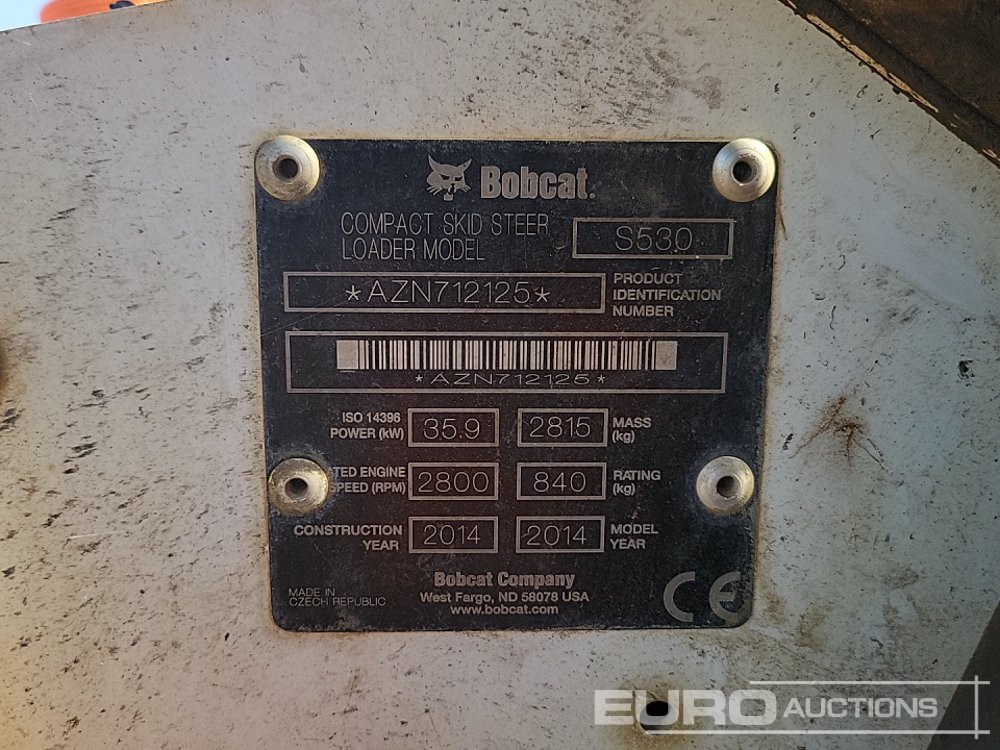 Bobcat.
COMPACT SKID STEER
LOADER MODEL
S530
*AZN712125*
PRODUCT
IDENTIFICATION
NUMBER
*AZN712125*
ISO 14396
POWER (kW)
35.9
2815
MASS
(kg)
TED ENGINE
SPEED (RPM)
2800
840
RATING
(kg)
CONSTRUCTION
YEAR
2014
2014
MODEL
YEAR
MADE IN
CZECH REPUBLIC
Bobcat Company
West Fargo, ND 58078 USA
www.bobcat.com
CE
EURO AUCTIONS